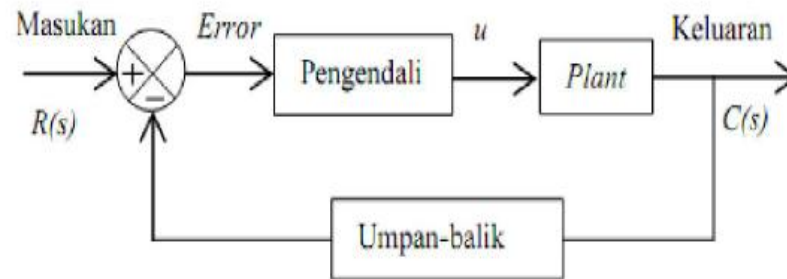 Masukan
Error
u
Keluaran
+
Pengendali
Plant
−
R(s)
C(s)
Umpan-balik